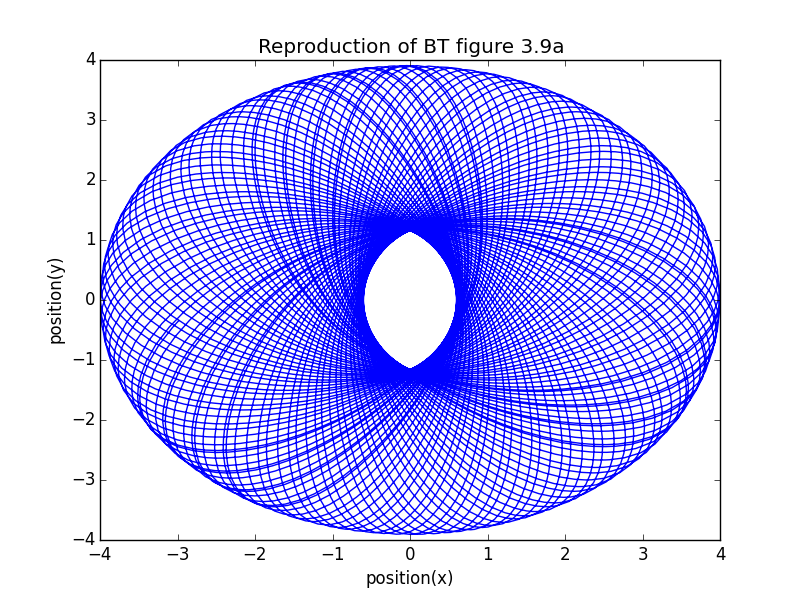 Reproduction of BT figure 3.9a
4
3
2
1
0
−1
−2
−3
−4
position(y)
−4 −3 −2 −1 0 1 2 3 4
position(x)